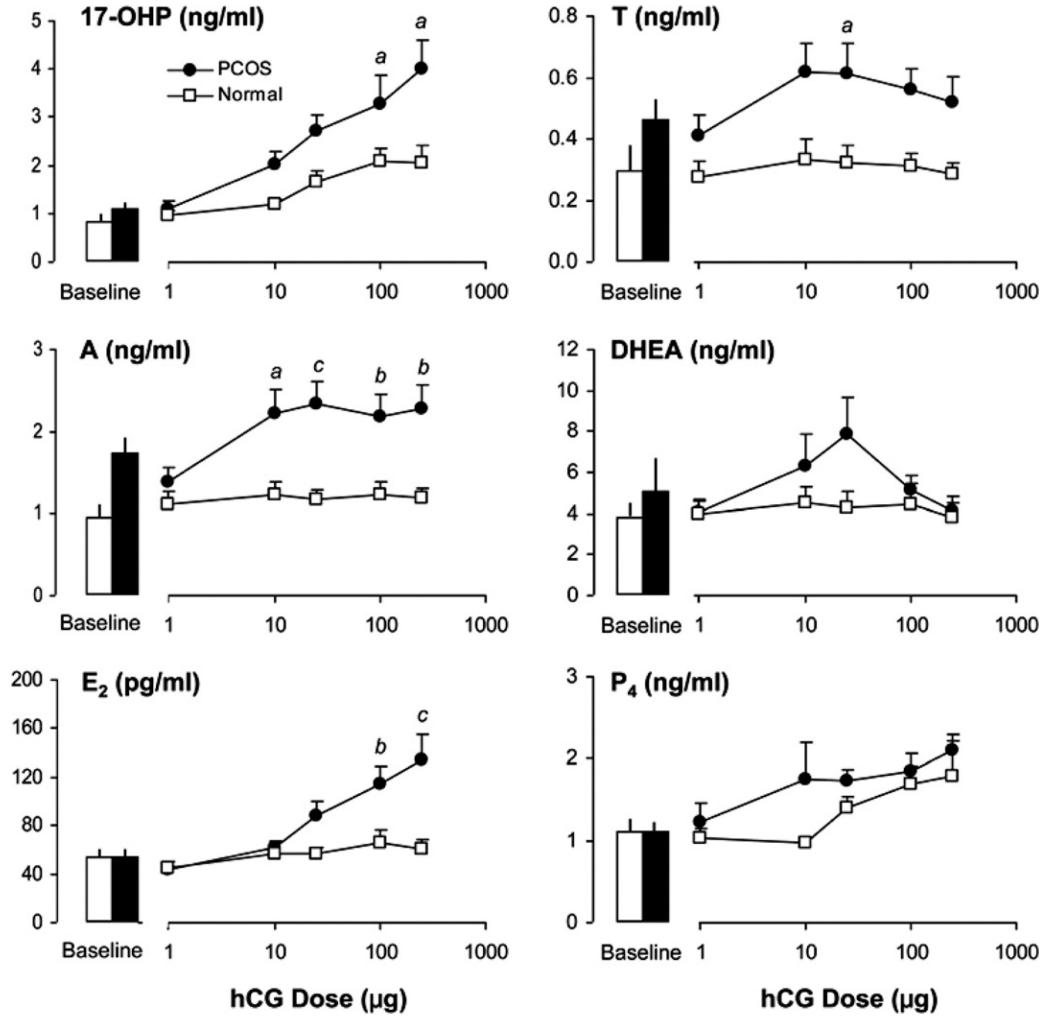 17-OHP (ng/ml)
5
4
3
2
1
0
PCOS
Normal
a
a
Baseline
1
10
100
1000
T (ng/ml)
0.8
0.6
0.4
0.2
0.0
a
Baseline
1
10
100
1000
A (ng/ml)
3
2
1
0
a
c
b
b
Baseline
1
10
100
1000
DHEA (ng/ml)
12
10
8
6
4
2
0
Baseline
1
10
100
1000
E₂ (pg/ml)
200
160
120
80
40
0
b
c
Baseline
1
10
100
1000
hCG Dose (µg)
P₄ (ng/ml)
3
2
1
0
Baseline
1
10
100
1000
hCG Dose (µg)